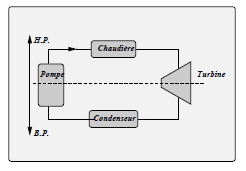 H.P.
Chaudière
Pompe
Turbine
Condenseur
B.P.